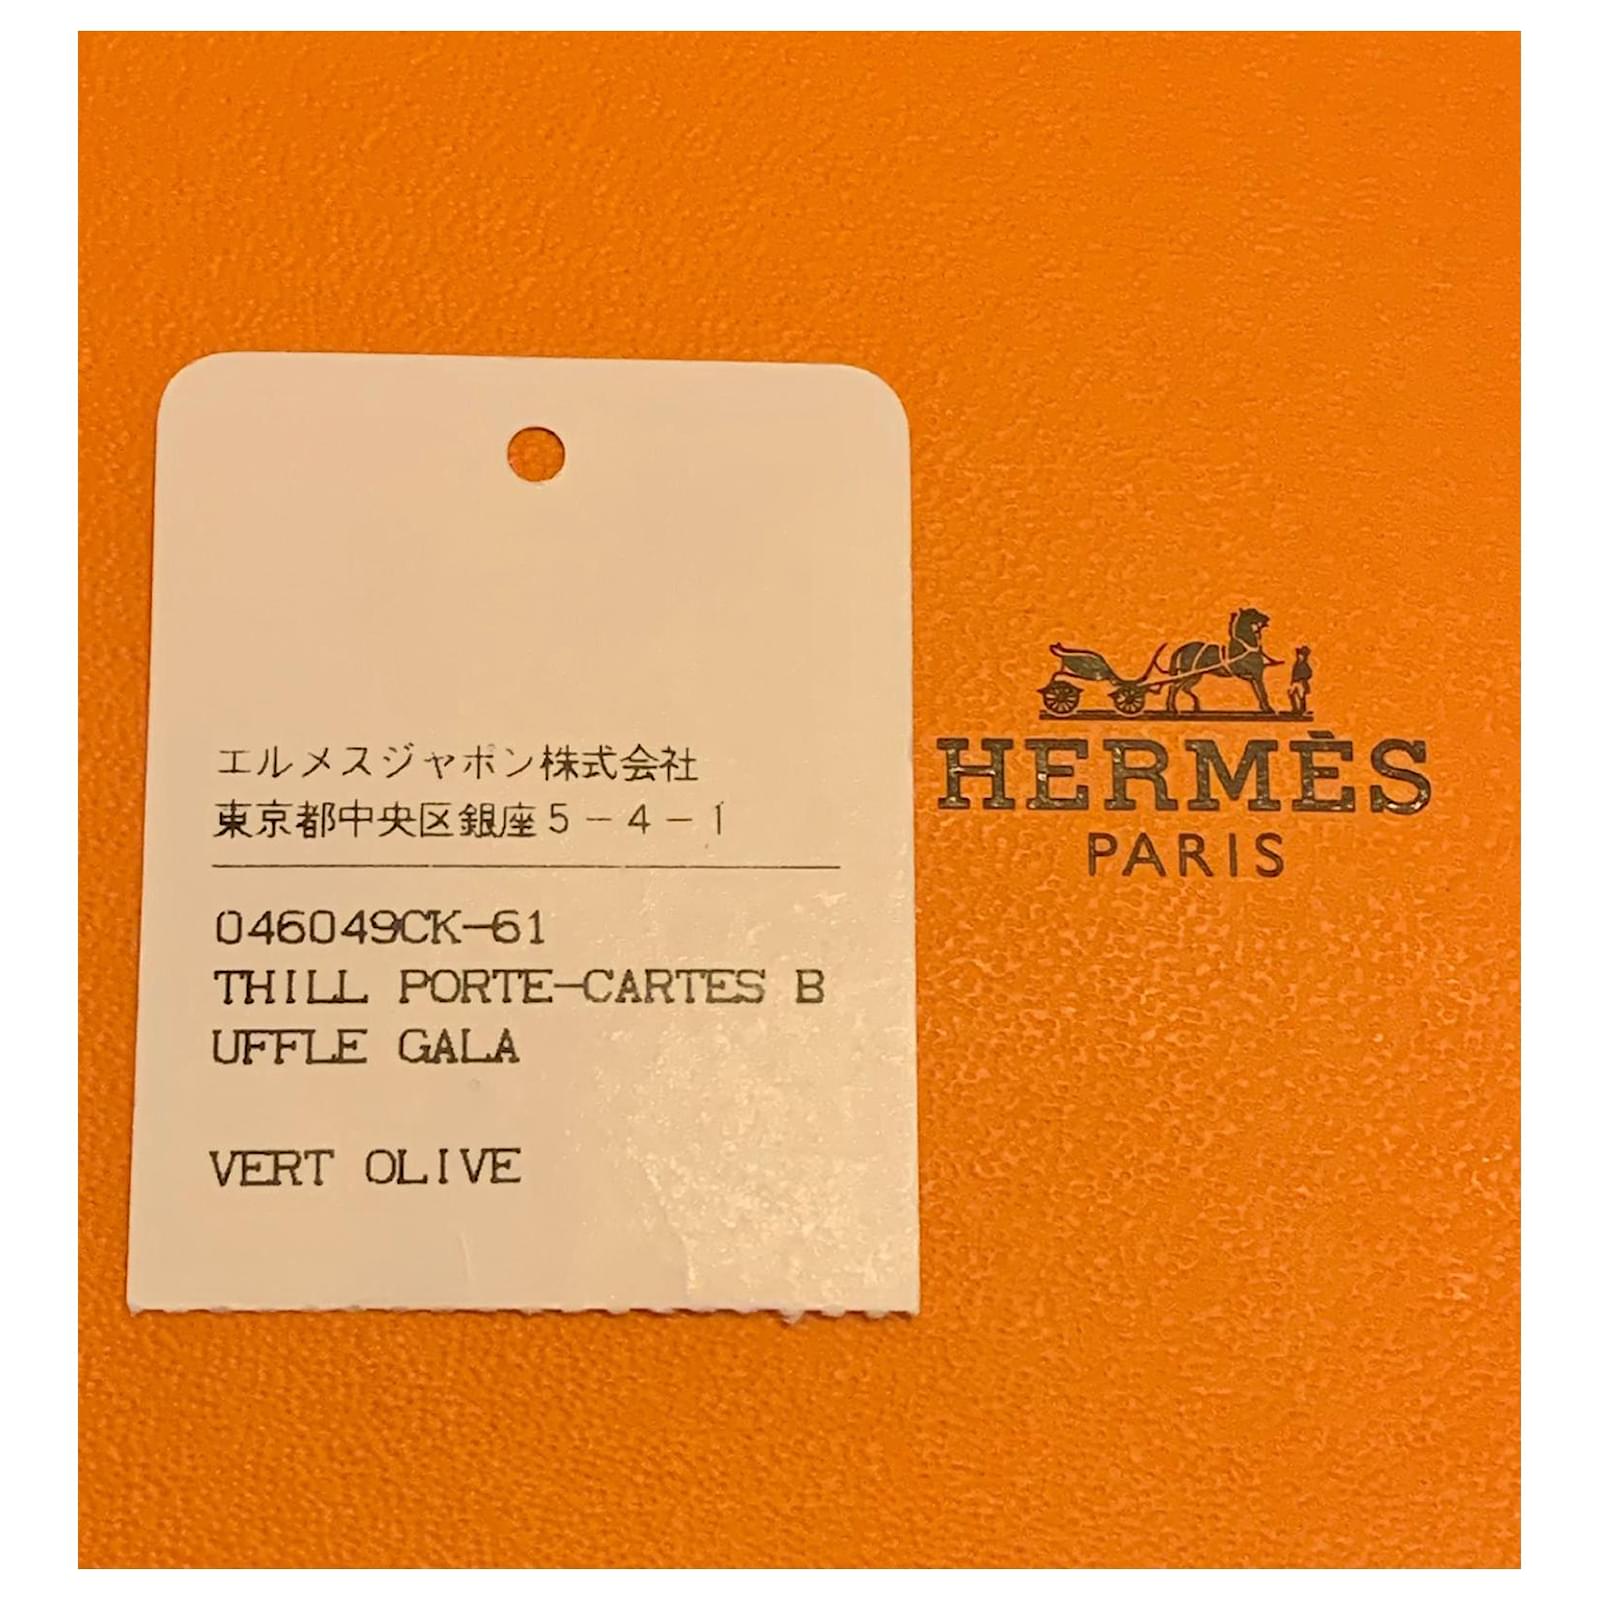 エルメスジャポン株式会社
東京都中央区銀座5-4-1
046049CK-61
THILL PORTE-CARTES B
UFFLE GALA
VERT OLIVE
HERMÈS
PARIS